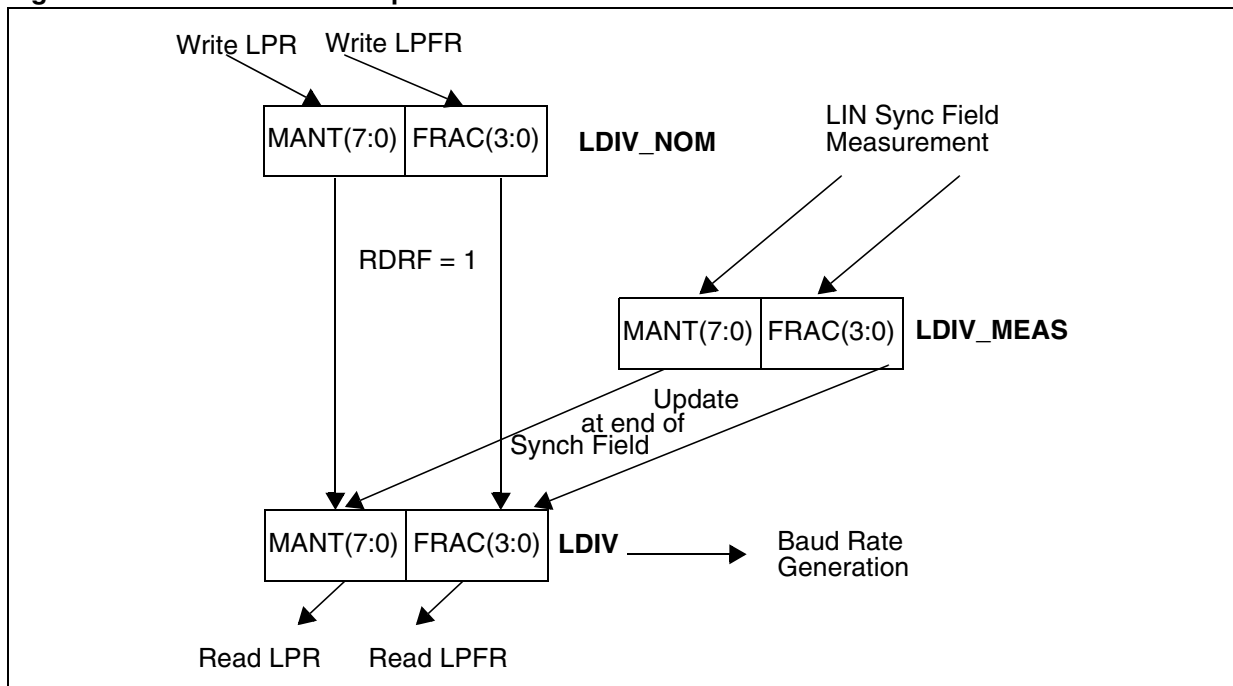 Write LPR Write LPFR
MANT(7:0) FRAC(3:0) LDIV_NOM
LIN Sync Field
Measurement
RDRF = 1
MANT(7:0) FRAC(3:0) LDIV_MEAS
Update
at end of
Synch Field
MANT(7:0) FRAC(3:0) LDIV
Baud Rate
Generation
Read LPR Read LPFR